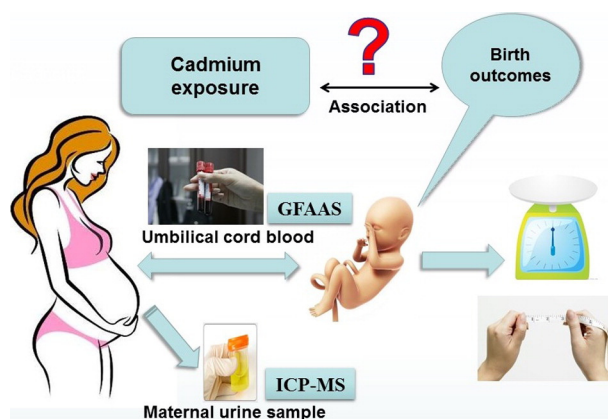 Cadmium
exposure
?
Association
Birth
outcomes
GFAAS
Umbilical cord blood
ICP-MS
Maternal urine sample